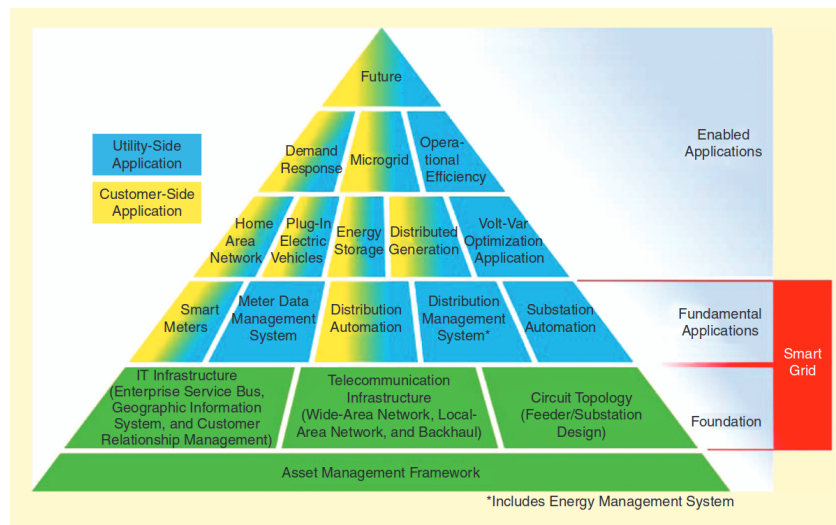 Future
Enabled
Applications
Utility-Side
Application
Customer-Side
Application
Demand
Response
Microgrid
Opera-
tional
Efficiency
Home
Area
Network
Plug-In
Electric
Vehicles
Energy
Storage
Distributed
Generation
Volt-Var
Optimization
Application
Smart
Meters
Meter Data
Management
System
Distribution
Automation
Distribution
Management
System*
Substation
Automation
Fundamental
Applications
Smart
Grid
IT Infrastructure
(Enterprise Service Bus,
Geographic Information
System, and Customer
Relationship Management)
Telecommunication
Infrastructure
(Wide-Area Network, Local-
Area Network, and Backhaul)
Circuit Topology
(Feeder/Substation
Design)
Foundation
Asset Management Framework
*Includes Energy Management System